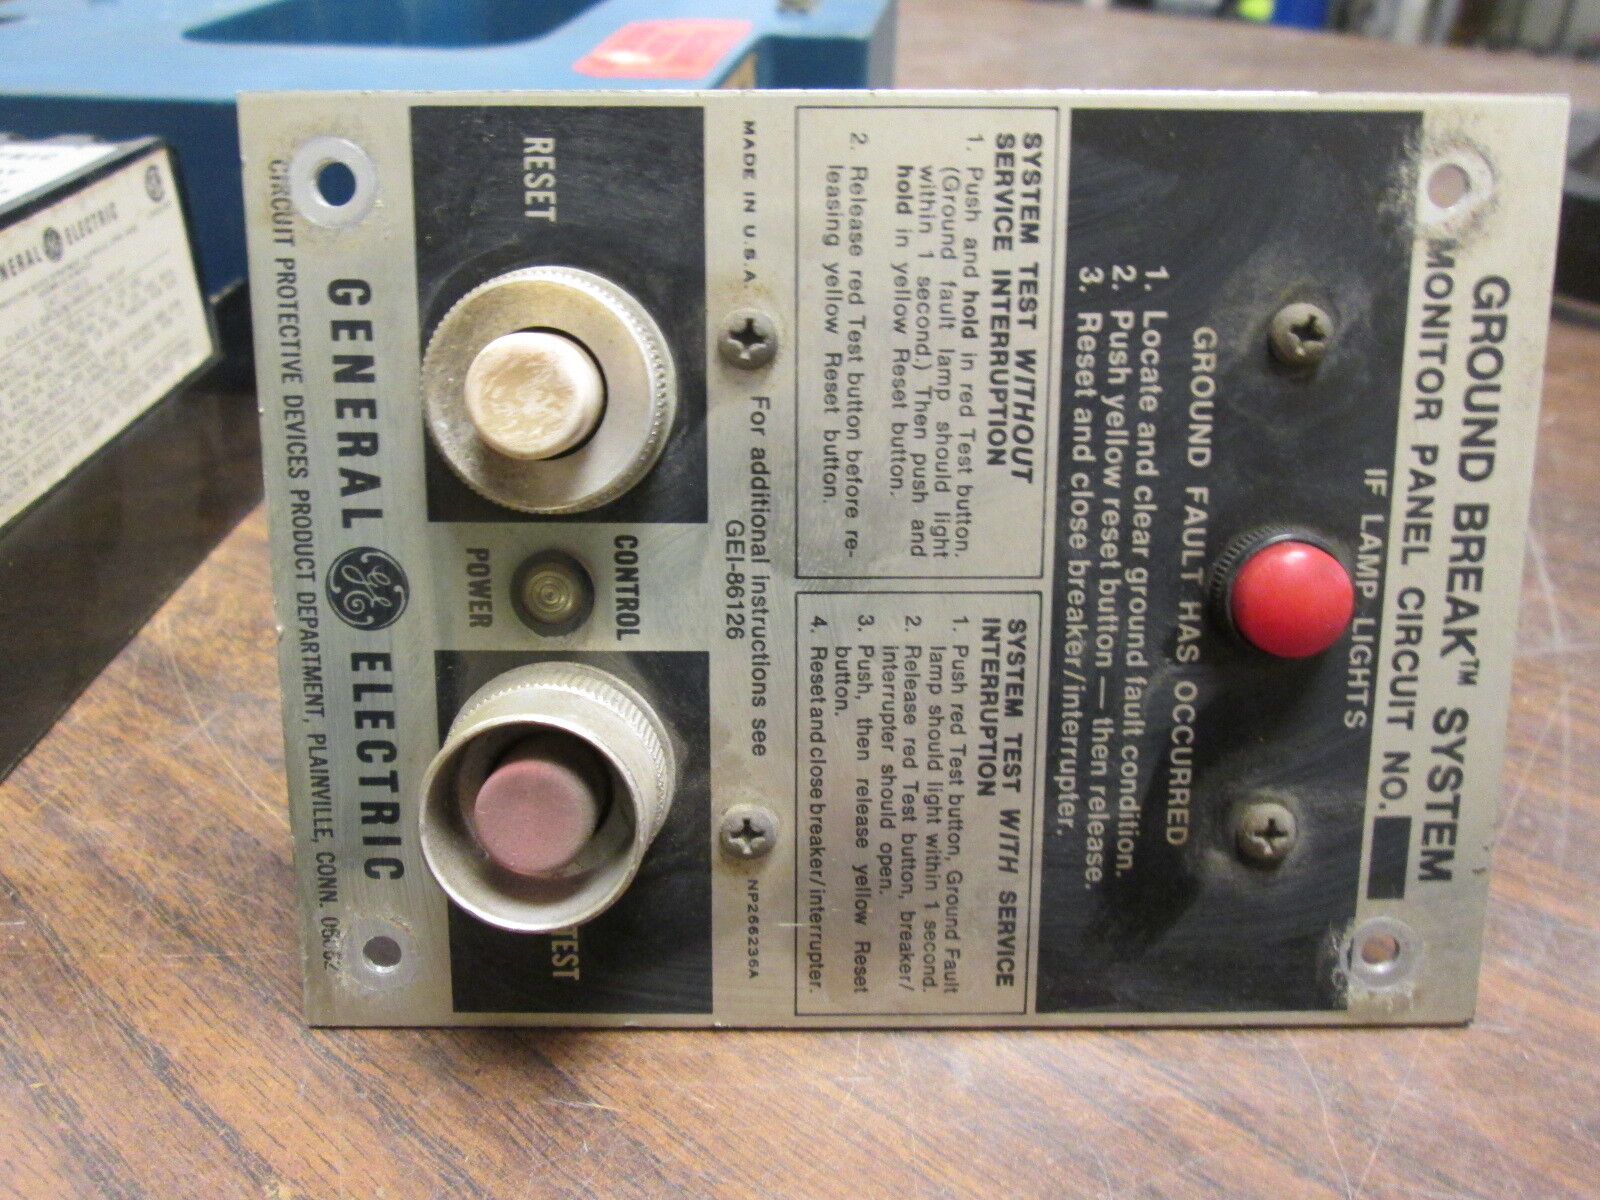 GROUND BREAK™ SYSTEM
MONITOR PANEL CIRCUIT NO.
IF LAMP LIGHTS
GROUND FAULT HAS OCCURRED
1. Locate and clear ground fault condition.
2. Push yellow reset button — then release.
3. Reset and close breaker/interrupter.
SYSTEM TEST WITHOUT
SERVICE INTERRUPTION
1. Push and hold in red Test button.
(Ground fault lamp should light
within 1 second.) Then push and
hold in yellow Reset button.
2. Release red Test button before re-
leasing yellow Reset button.
SYSTEM TEST WITH SERVICE
INTERRUPTION
1. Push red Test button, Ground Fault
lamp should light within 1 second.
2. Release red Test button, breaker/
interrupter should open.
3. Push, then release yellow Reset
button.
4. Reset and close breaker/interrupter.
MADE IN U.S.A.
For additional instructions see
GEI-86126
NP266236A
RESET
CONTROL
POWER
TEST
GENERAL GE ELECTRIC
CIRCUIT PROTECTIVE DEVICES PRODUCT DEPARTMENT, PLAINVILLE, CONN.
ELECTRIC